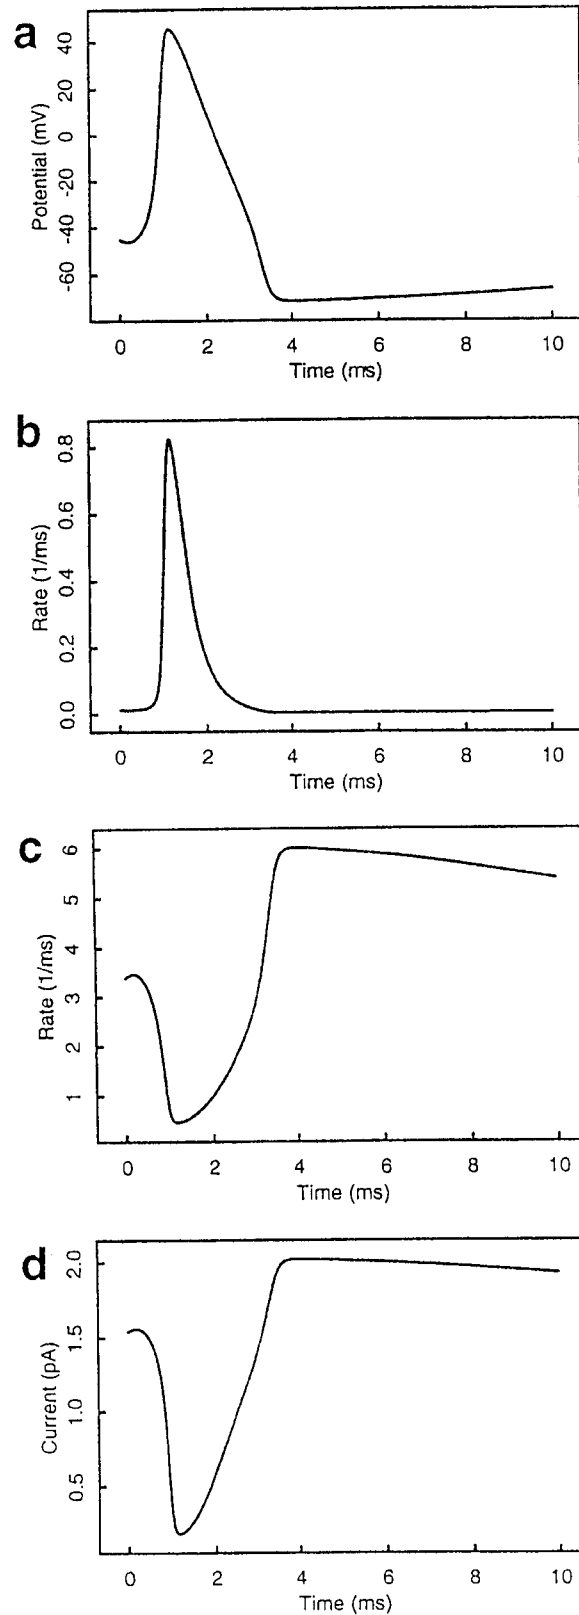 a
40
20
0
-20
-40
-60
Potential (mV)
0 2 4 6 8 10
Time (ms)
b
0.8
0.6
0.4
0.2
0.0
Rate (1/ms)
0 2 4 6 8 10
Time (ms)
c
6
5
4
3
2
1
Rate (1/ms)
0 2 4 6 8 10
Time (ms)
d
2.0
1.5
1.0
0.5
Current (pA)
0 2 4 6 8 10
Time (ms)